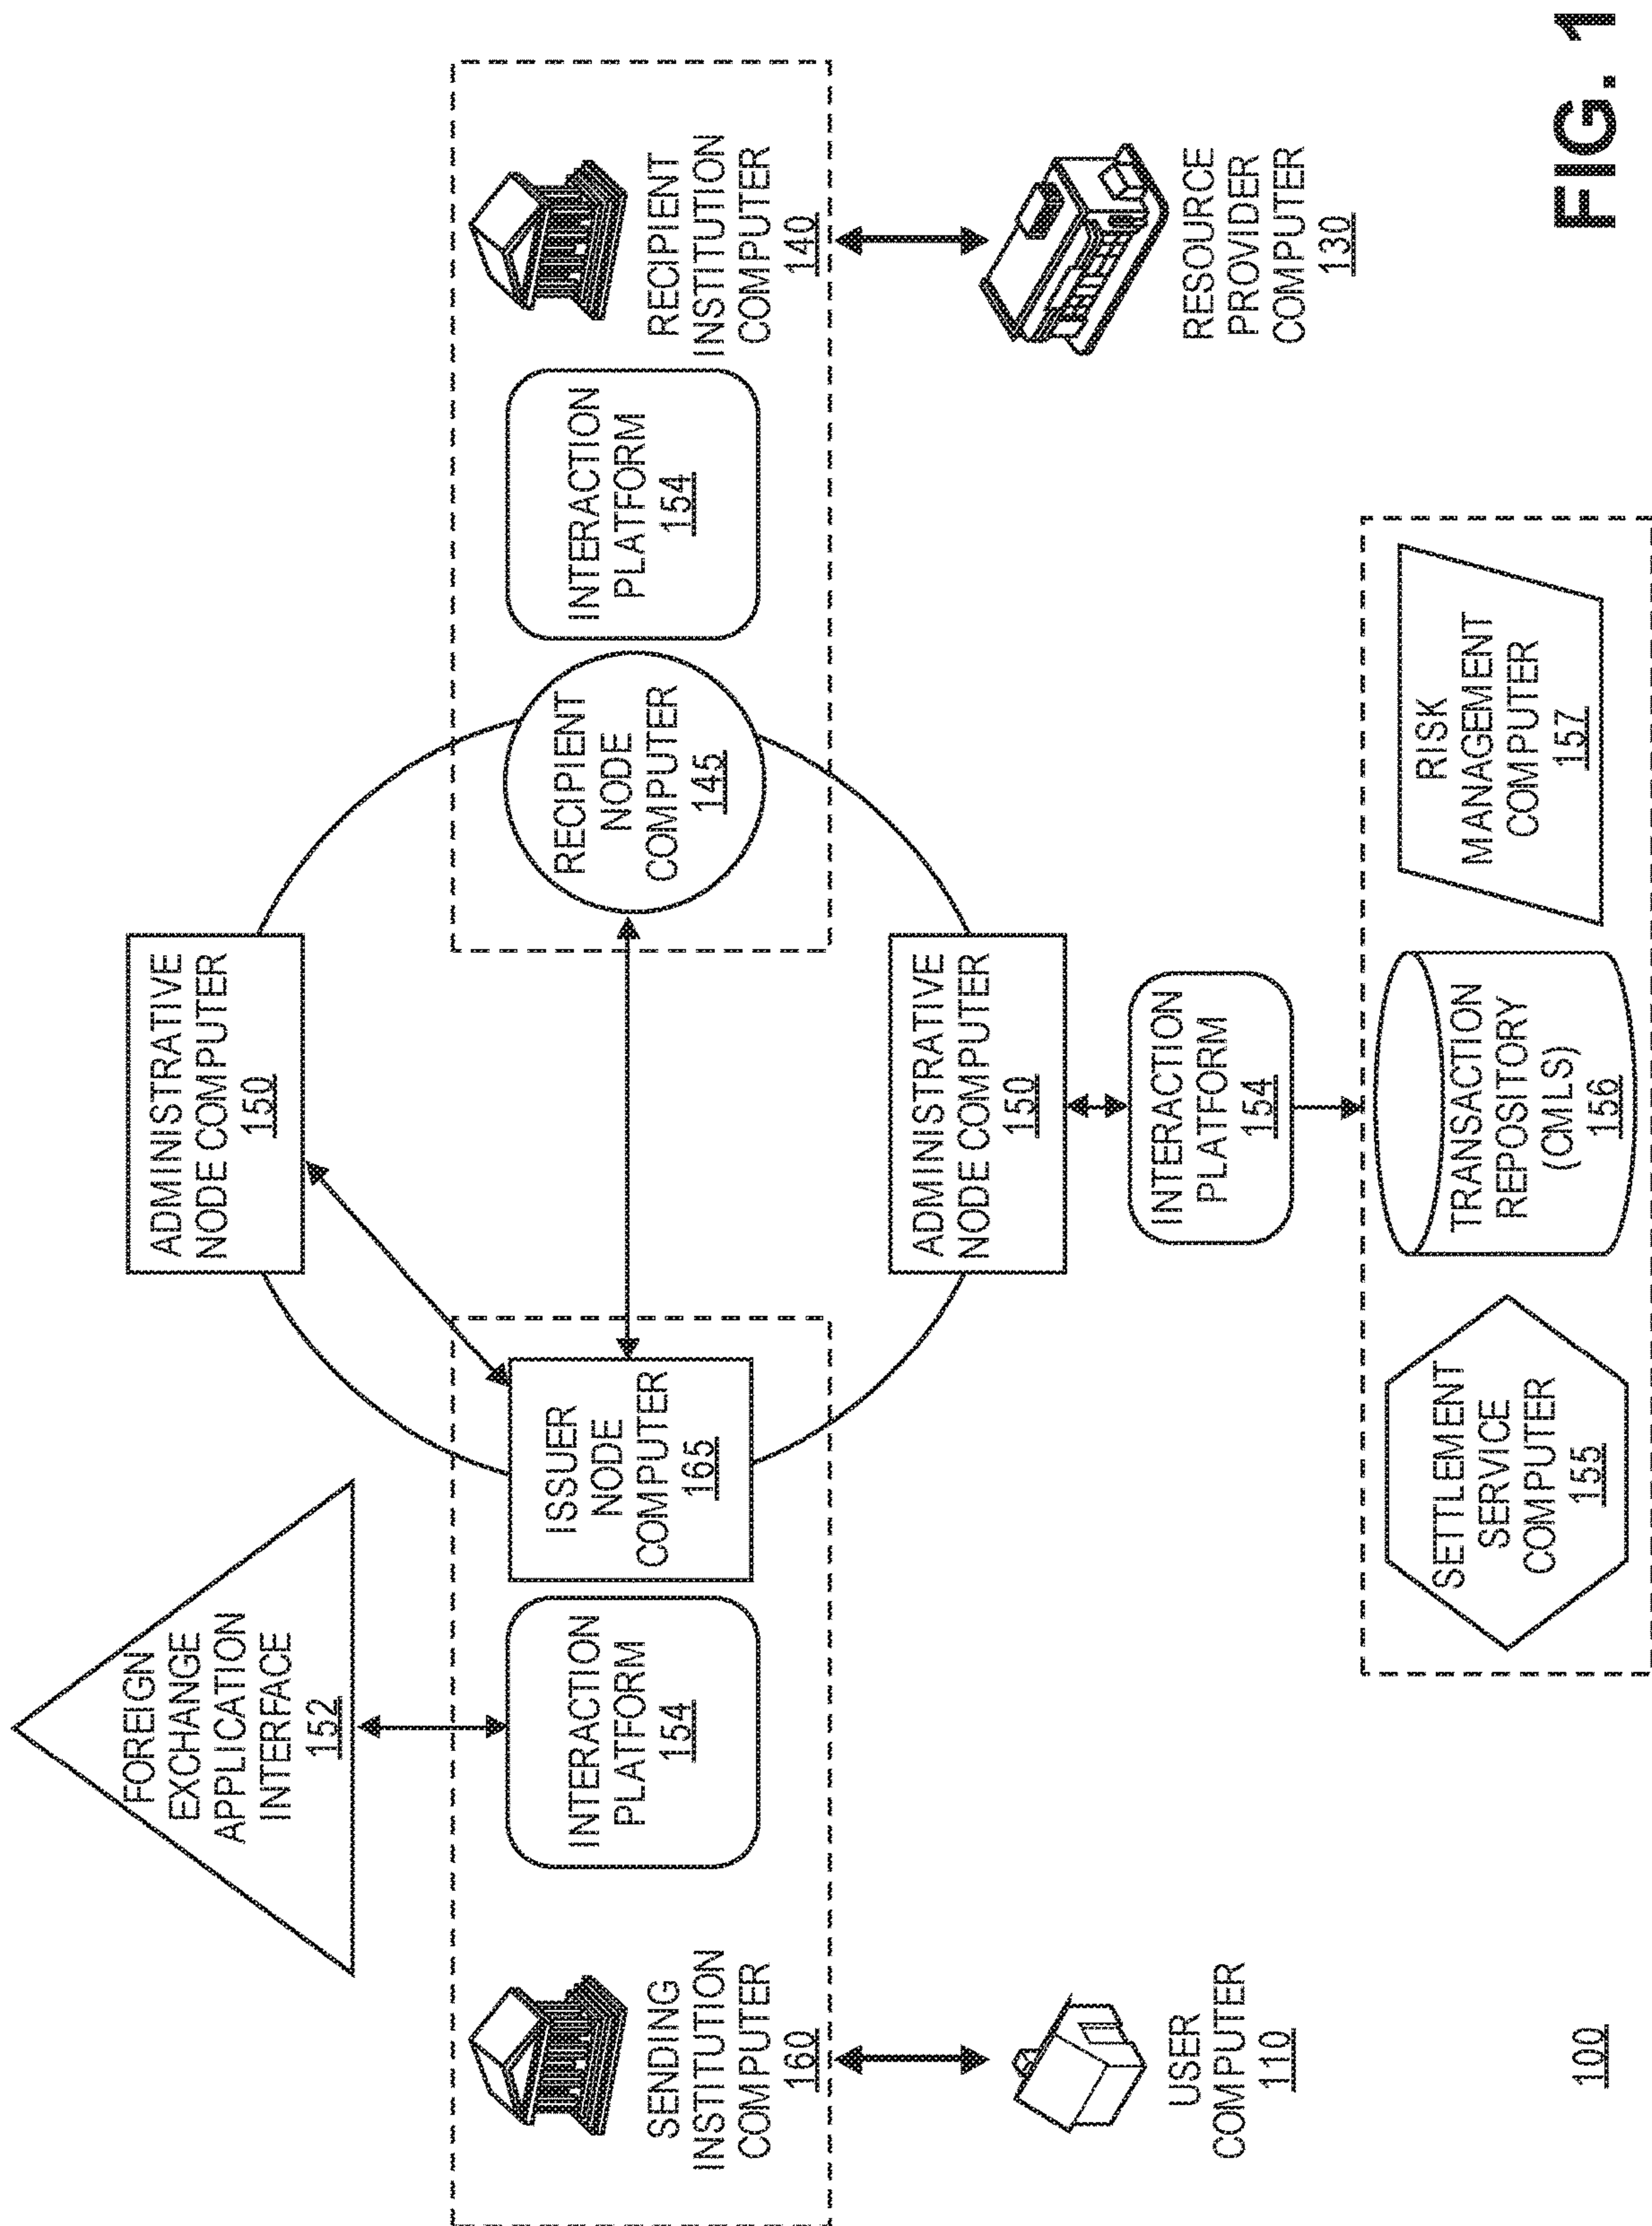 FOREIGN
EXCHANGE
APPLICATION
INTERFACE
152
ADMINISTRATIVE
NODE COMPUTER
150
SENDING
INSTITUTION
COMPUTER
160
INTERACTION
PLATFORM
154
ISSUER
NODE
COMPUTER
165
RECIPIENT
NODE
COMPUTER
145
INTERACTION
PLATFORM
154
RECIPIENT
INSTITUTION
COMPUTER
140
USER
COMPUTER
110
ADMINISTRATIVE
NODE COMPUTER
150
INTERACTION
PLATFORM
154
RESOURCE
PROVIDER
COMPUTER
130
SETTLEMENT
SERVICE
COMPUTER
155
TRANSACTION
REPOSITORY
(CMLS)
156
RISK
MANAGEMENT
COMPUTER
157
100
FIG. 1